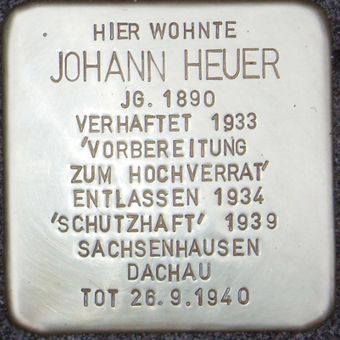 HIER WOHNTE
JOHANN HEUER
JG. 1890
VERHAFTET 1933
'VORBEREITUNG
ZUM HOCHVERRAT'
ENTLASSEN 1934
'SCHUTZHAFT' 1939
SACHSENHAUSEN
DACHAU
TOT 26.9.1940